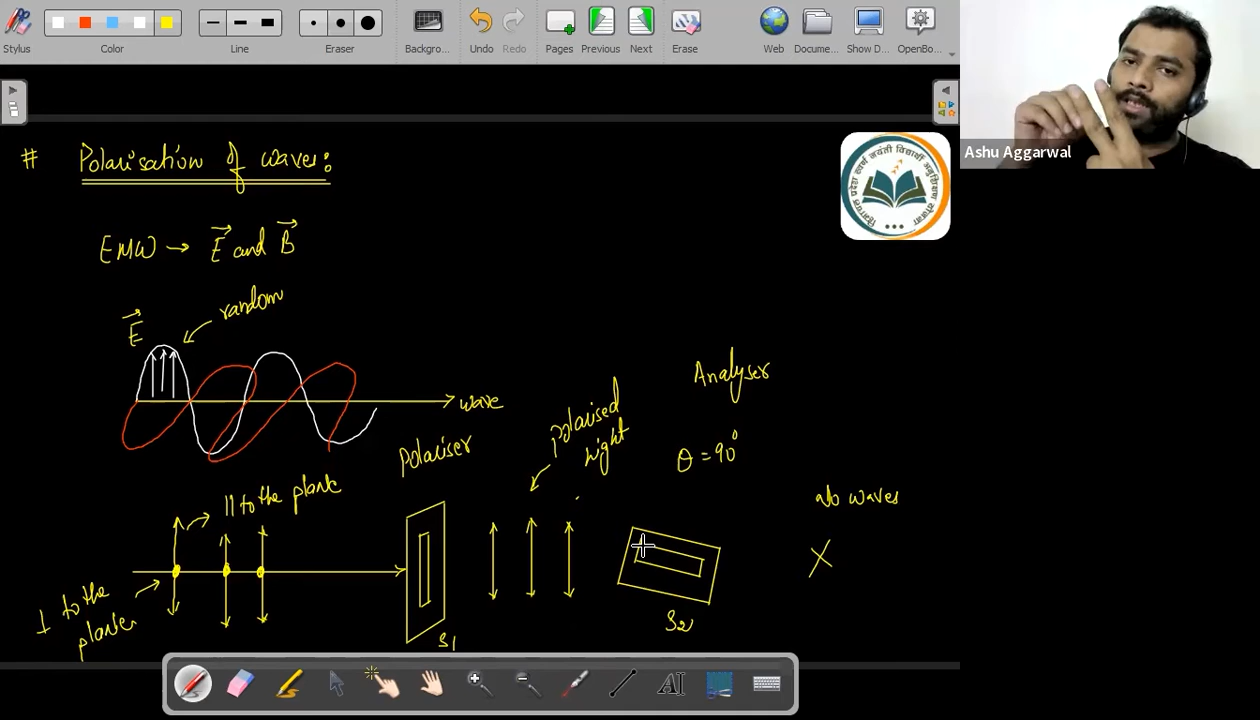 Stylus
Color
Line
Eraser
Backgro...
Undo
Redo
Pages
Previous
Next
Erase
Web
Docume...
Show D...
OpenBo...
Ashu Aggarwal
# Polarisation of waves:
EMW → E and B
E
random
wave
Polariser
polarised
light
Analyser
θ = 90°
no waves
|| to the plane
⊥ to the
plane
S1
S2